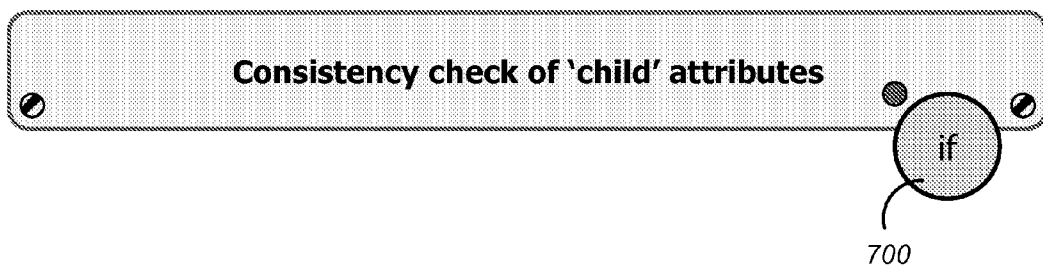 Consistency check of ‘child’ attributes
if
700